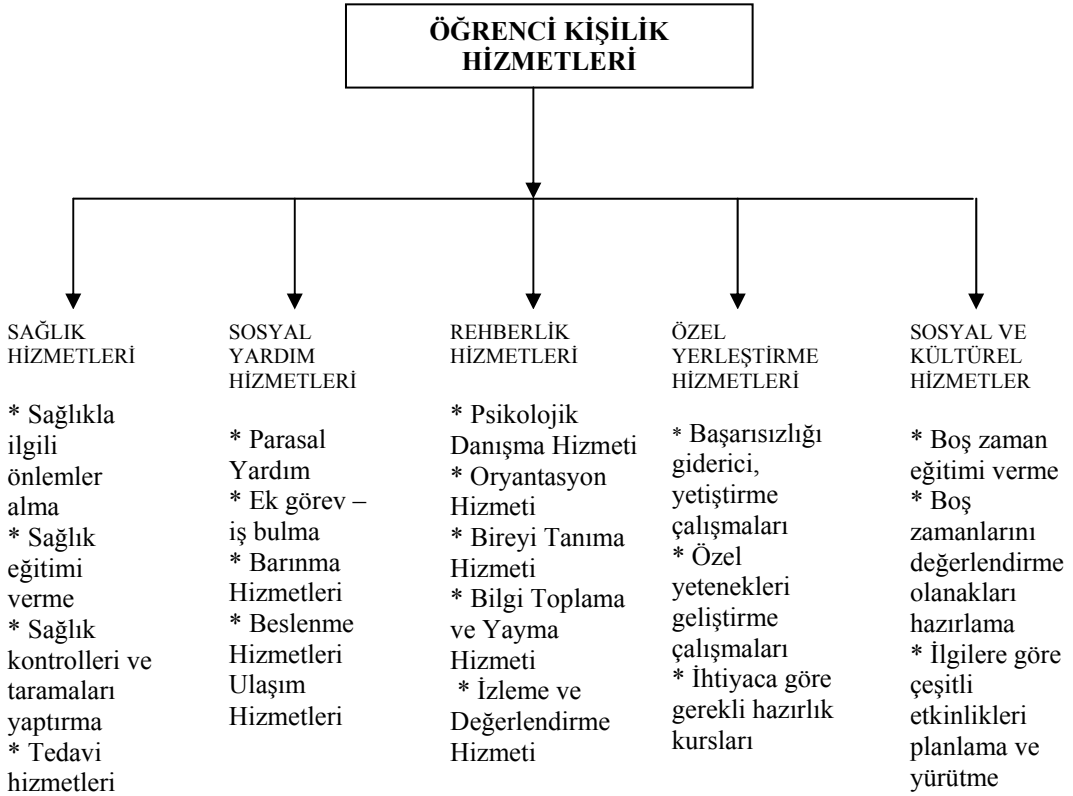 ÖĞRENCİ KİŞİLİK
HİZMETLERİ
SAĞLIK
HİZMETLERİ
* Sağlıkla
ilgili
önlemler
alma
* Sağlık
eğitimi
verme
* Sağlık
kontrolleri ve
taramaları
yaptırma
* Tedavi
hizmetleri
SOSYAL
YARDIM
HİZMETLERİ
* Parasal
Yardım
* Ek görev –
iş bulma
* Barınma
Hizmetleri
* Beslenme
Hizmetleri
Ulaşım
Hizmetleri
REHBERLİK
HİZMETLERİ
* Psikolojik
Danışma Hizmeti
* Oryantasyon
Hizmeti
* Bireyi Tanıma
Hizmeti
* Bilgi Toplama
ve Yayma
Hizmeti
* İzleme ve
Değerlendirme
Hizmeti
ÖZEL
YERLEŞTİRME
HİZMETLERİ
* Başarısızlığı
giderici,
yetiştirme
çalışmaları
* Özel
yetenekleri
geliştirme
çalışmaları
* İhtiyaca göre
gerekli hazırlık
kursları
SOSYAL VE
KÜLTÜREL
HİZMETLER
* Boş zaman
eğitimi verme
* Boş
zamanlarını
değerlendirme
olanakları
hazırlama
* İlgilere göre
çeşitli
etkinlikleri
planlama ve
yürütme